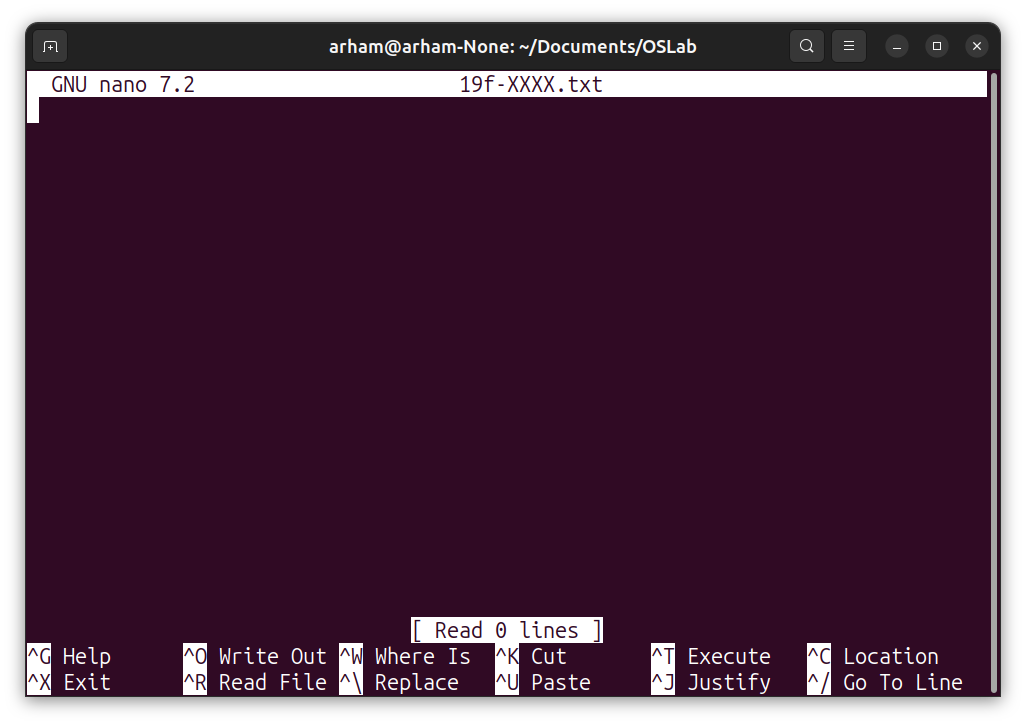 arham@arham-None: ~/Documents/OSLab
GNU nano 7.2 19f-XXXX.txt
[ Read 0 lines ]
^G Help ^O Write Out ^W Where Is ^K Cut ^T Execute ^C Location
^X Exit ^R Read File ^\ Replace ^U Paste ^J Justify ^/ Go To Line